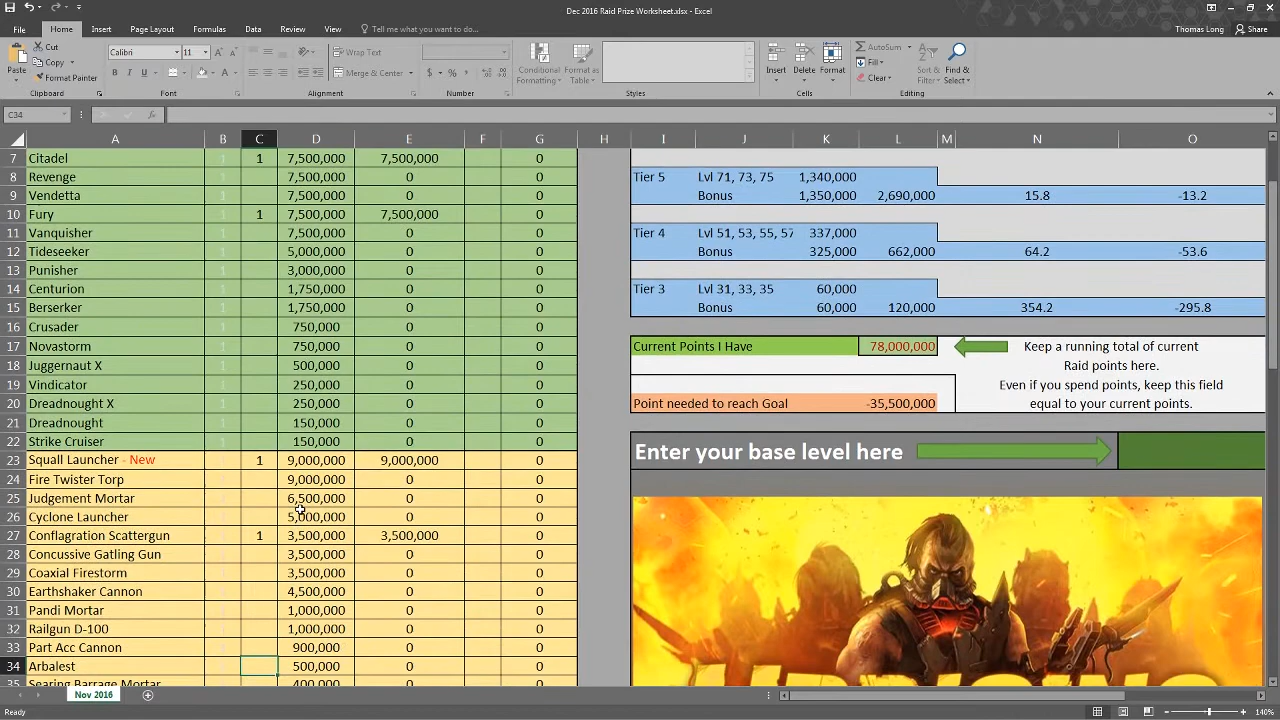 Dec 2016 Raid Prize Worksheet.xlsx - Excel
File Home Insert Page Layout Formulas Data Review View Tell me what you want to do... Thomas Long Share
Paste Cut Copy Format Painter Clipboard
Calibri 11 B I U Font
Wrap Text Merge & Center Alignment
$ % , Number
Conditional Formatting Format as Table Styles
Insert Delete Format Cells
AutoSum Fill Clear Sort & Filter Find & Select Editing
C34 fx
A B C D E F G H I J K L M N O
7 Citadel 1 1 7,500,000 7,500,000 0
8 Revenge 1 7,500,000 0 0 Tier 5 Lvl 71, 73, 75 1,340,000
9 Vendetta 1 7,500,000 0 0 Bonus 1,350,000 2,690,000 15.8 -13.2
10 Fury 1 1 7,500,000 7,500,000 0
11 Vanquisher 1 7,500,000 0 0 Tier 4 Lvl 51, 53, 55, 57 337,000
12 Tideseeker 1 5,000,000 0 0 Bonus 325,000 662,000 64.2 -53.6
13 Punisher 1 3,000,000 0 0
14 Centurion 1 1,750,000 0 0 Tier 3 Lvl 31, 33, 35 60,000
15 Berserker 1 1,750,000 0 0 Bonus 60,000 120,000 354.2 -295.8
16 Crusader 1 750,000 0 0
17 Novastorm 1 750,000 0 0 Current Points I Have 78,000,000 Keep a running total of current
18 Juggernaut X 1 500,000 0 0 Raid points here.
19 Vindicator 1 250,000 0 0 Even if you spend points, keep this field
20 Dreadnought X 1 250,000 0 0 Point needed to reach Goal -35,500,000 equal to your current points.
21 Dreadnought 1 150,000 0 0
22 Strike Cruiser 1 150,000 0 0
23 Squall Launcher - New 1 1 9,000,000 9,000,000 0 Enter your base level here
24 Fire Twister Torp 1 9,000,000 0 0
25 Judgement Mortar 1 6,500,000 0 0
26 Cyclone Launcher 1 5,000,000 0 0
27 Conflagration Scattergun 1 1 3,500,000 3,500,000 0
28 Concussive Gatling Gun 1 3,500,000 0 0
29 Coaxial Firestorm 1 3,500,000 0 0
30 Earthshaker Cannon 1 4,500,000 0 0
31 Pandi Mortar 1 1,000,000 0 0
32 Railgun D-100 1 1,000,000 0 0
33 Part Acc Cannon 1 900,000 0 0
34 Arbalest 1 500,000 0 0
35 Searing Barrage Mortar 400,000 0 0
Nov 2016
Ready 140%